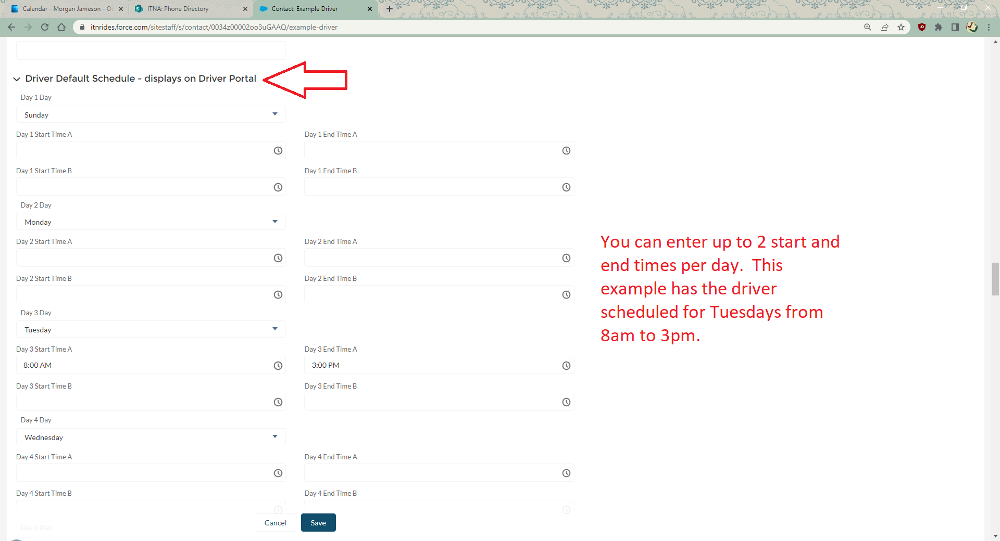 Calendar - Morgan Jameson - Ou
ITNA: Phone Directory
Contact: Example Driver
itnrides.force.com/sitestaff/s/contact/0034z00002oo3uGAAQ/example-driver
Driver Default Schedule - displays on Driver Portal
Day 1 Day
Sunday
Day 1 Start Time A
Day 1 End Time A
Day 1 Start Time B
Day 1 End Time B
Day 2 Day
Monday
Day 2 Start Time A
Day 2 End Time A
Day 2 Start Time B
Day 2 End Time B
Day 3 Day
Tuesday
Day 3 Start Time A
Day 3 End Time A
8:00 AM
3:00 PM
Day 3 Start Time B
Day 3 End Time B
Day 4 Day
Wednesday
Day 4 Start Time A
Day 4 End Time A
Day 4 Start Time B
Day 4 End Time B
Day 5 Day
Cancel
Save
You can enter up to 2 start and
end times per day.  This
example has the driver
scheduled for Tuesdays from
8am to 3pm.